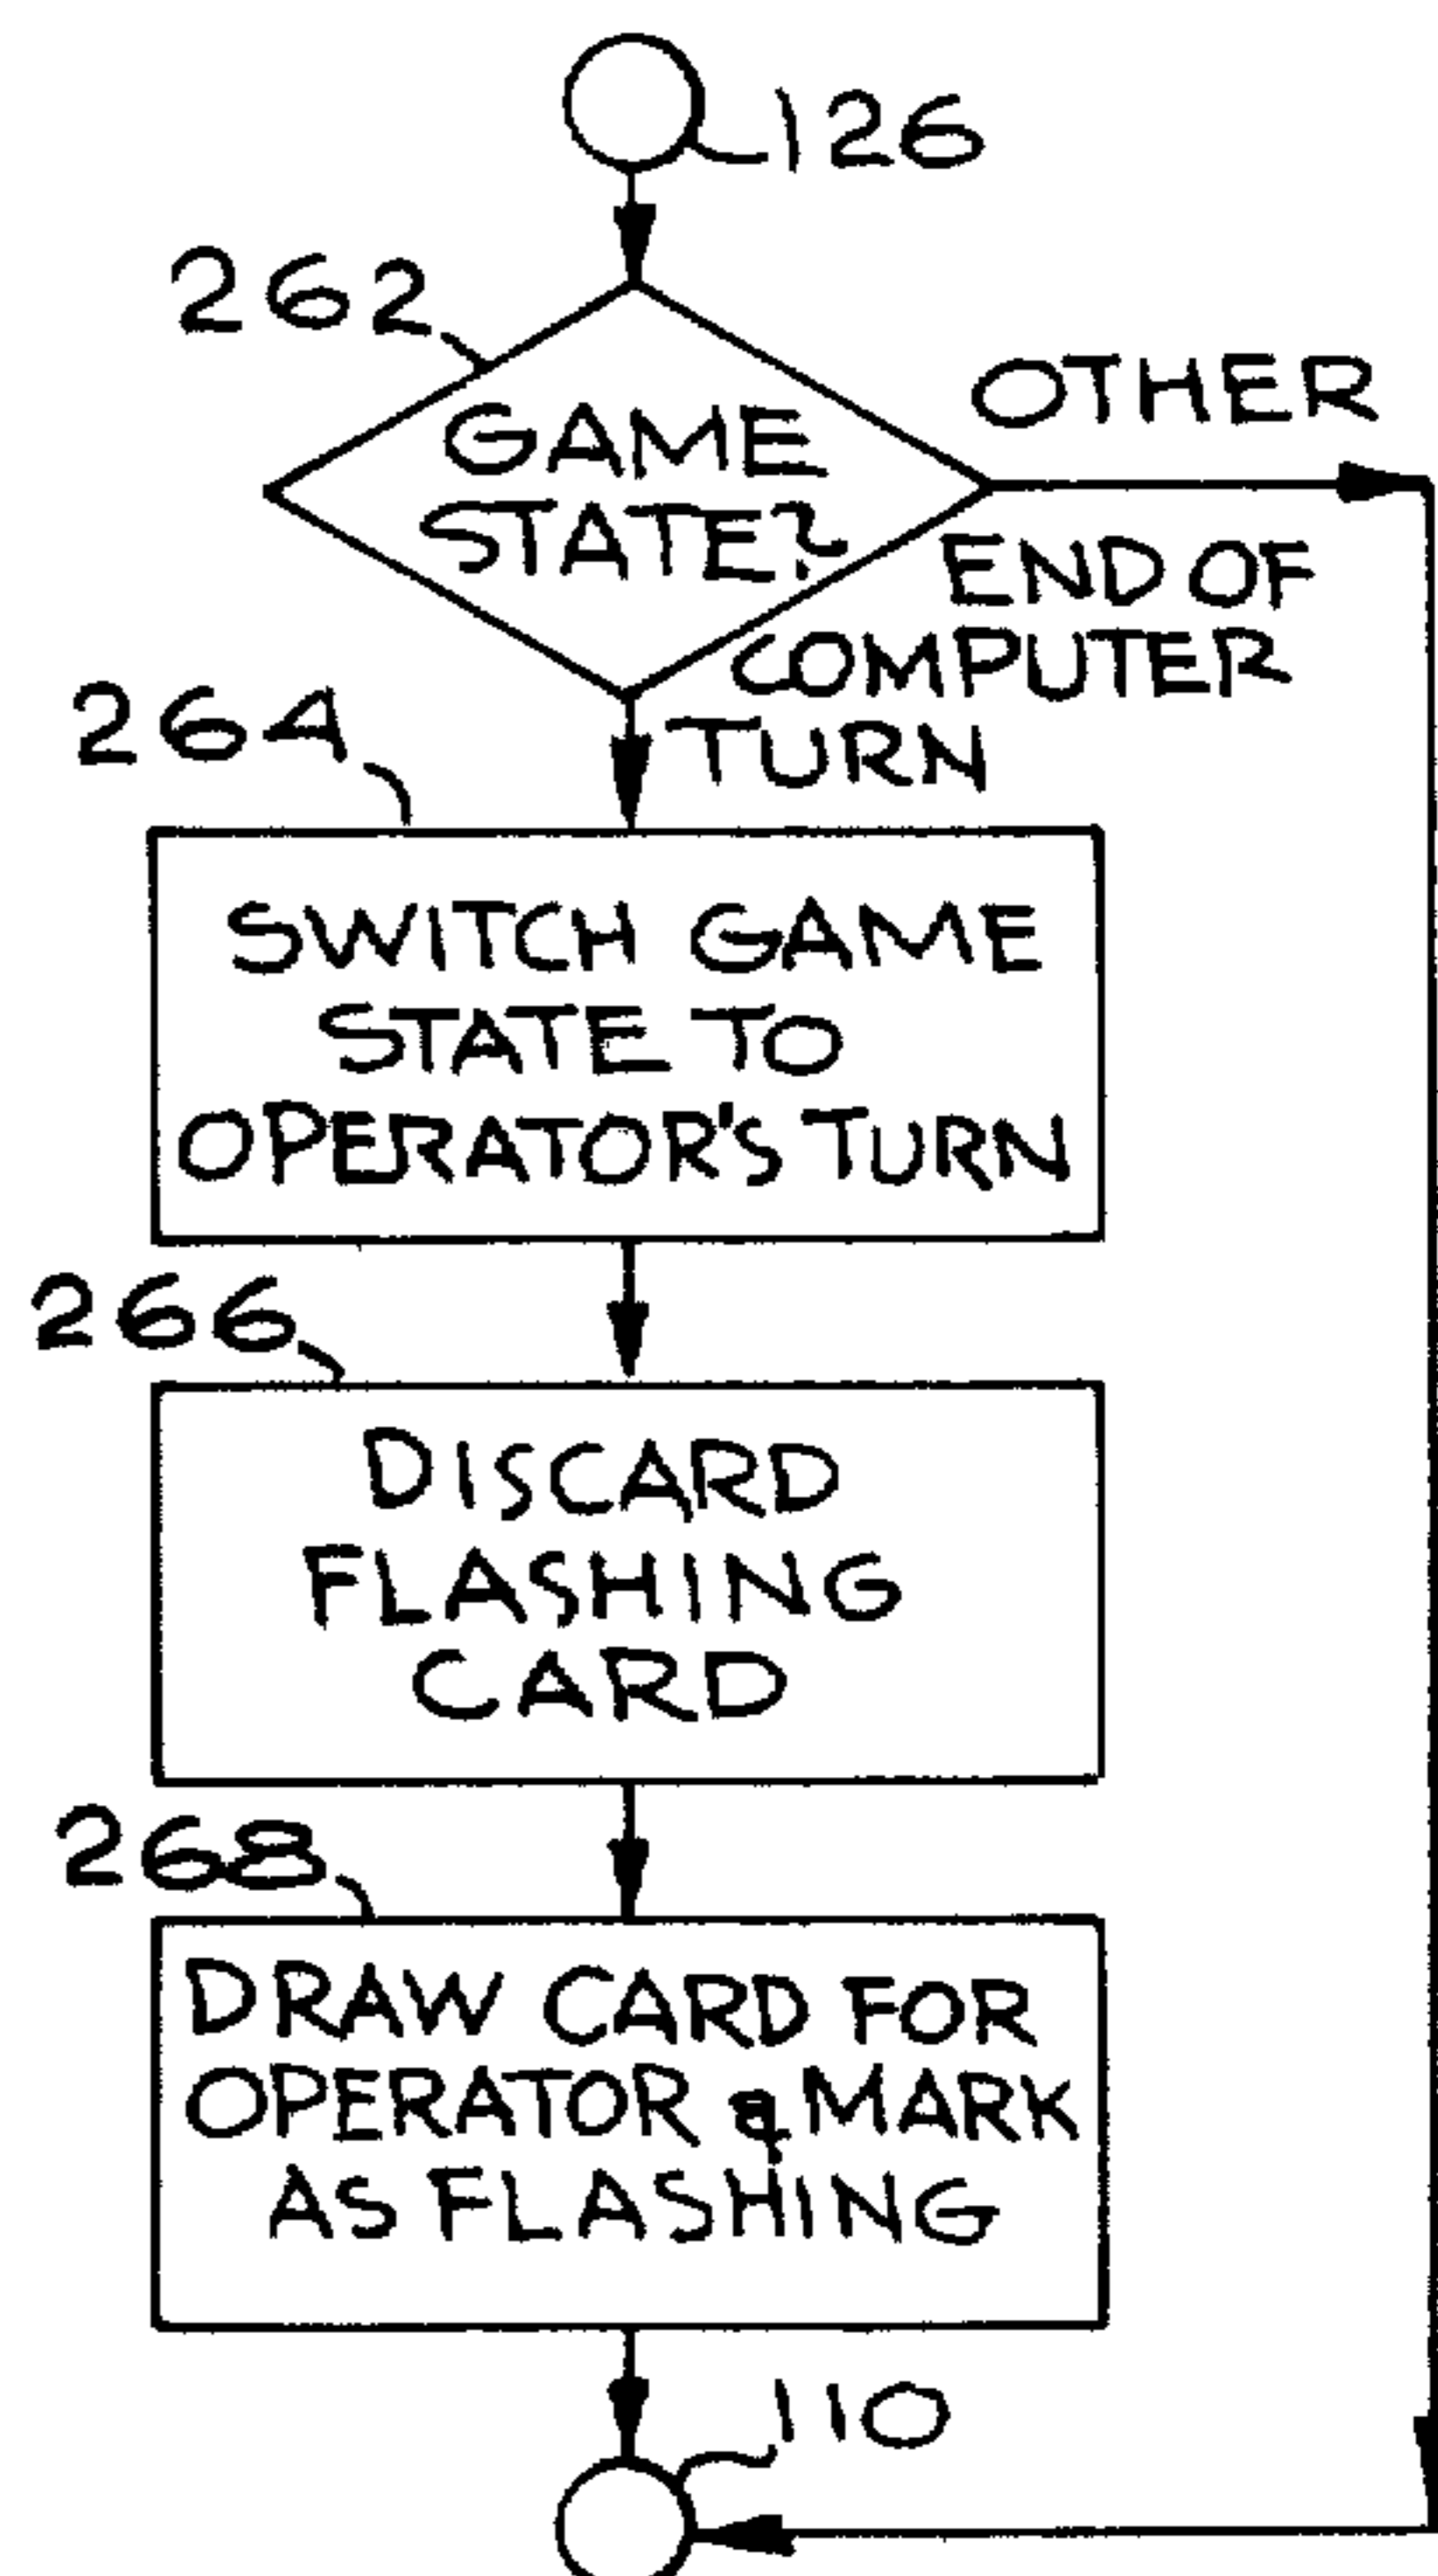 126
262
OTHER
GAME
STATE?
END OF
COMPUTER
TURN
264
SWITCH GAME
STATE TO
OPERATOR'S TURN
266
DISCARD
FLASHING
CARD
268
DRAW CARD FOR
OPERATOR & MARK
AS FLASHING
110